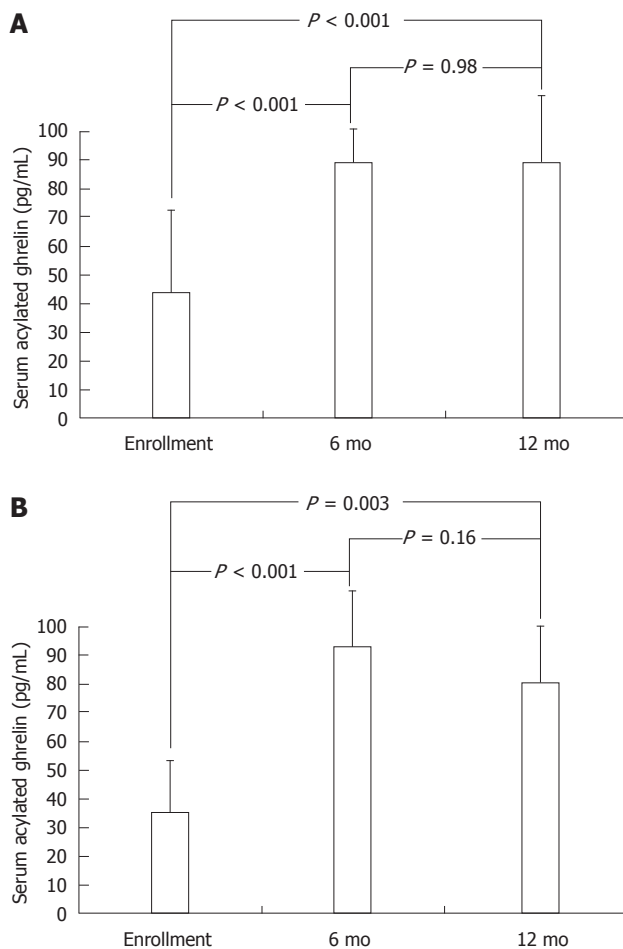 A
P < 0.001
P = 0.98
P < 0.001
Serum acylated ghrelin (pg/mL)
100
90
80
70
60
50
40
30
20
10
0
Enrollment 6 mo 12 mo
B
P = 0.003
P = 0.16
P < 0.001
Serum acylated ghrelin (pg/mL)
100
90
80
70
60
50
40
30
20
10
0
Enrollment 6 mo 12 mo